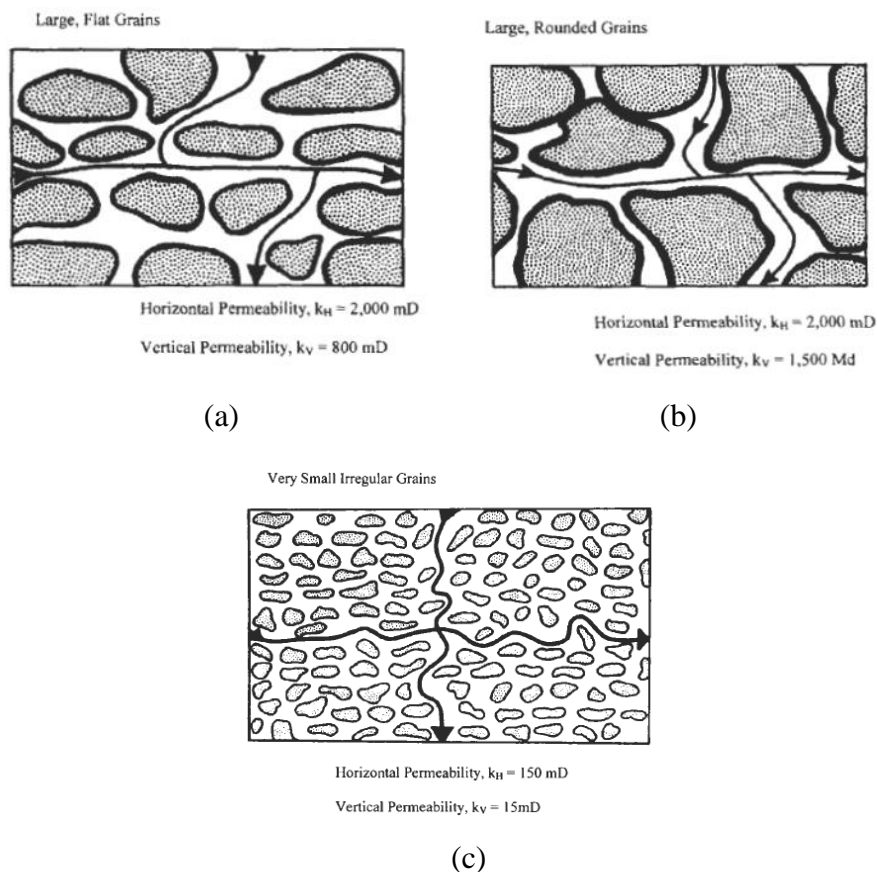 Large, Flat Grains
Horizontal Permeability, kH = 2,000 mD
Vertical Permeability, kV = 800 mD
(a)
Large, Rounded Grains
Horizontal Permeability, kH = 2,000 mD
Vertical Permeability, kV = 1,500 Md
(b)
Very Small Irregular Grains
Horizontal Permeability, kH = 150 mD
Vertical Permeability, kV = 15mD
(c)